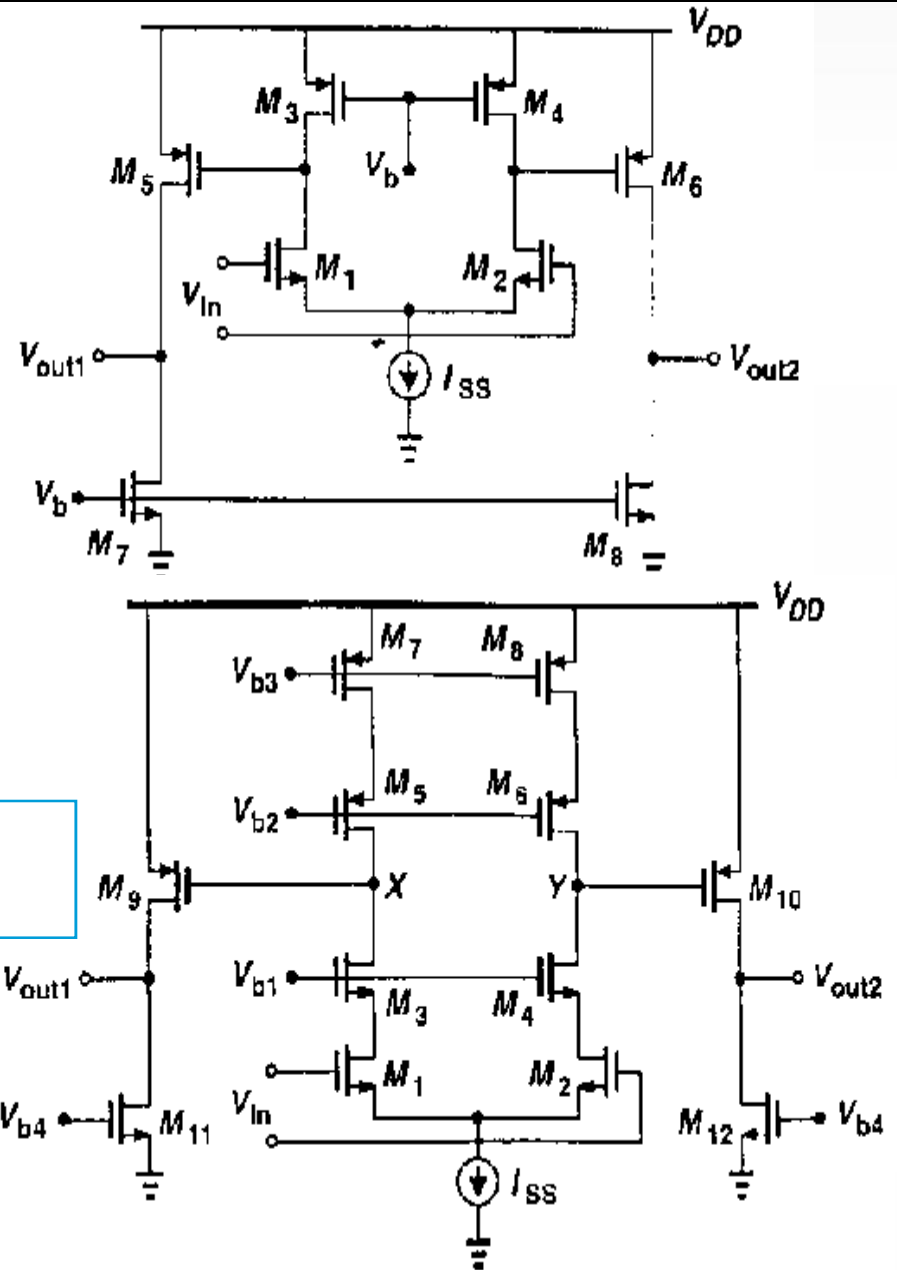 V_DD
M_3 M_4
M_5 V_b M_6
M_1 M_2
V_in
V_out1 I_SS V_out2
V_b
M_7 M_8
V_DD
M_7 M_8
V_b3
M_5 M_6
V_b2
M_9 X Y M_10
V_out1 V_b1 V_out2
M_3 M_4
M_1 M_2
V_in
V_b4 M_11 M_12 V_b4
I_SS